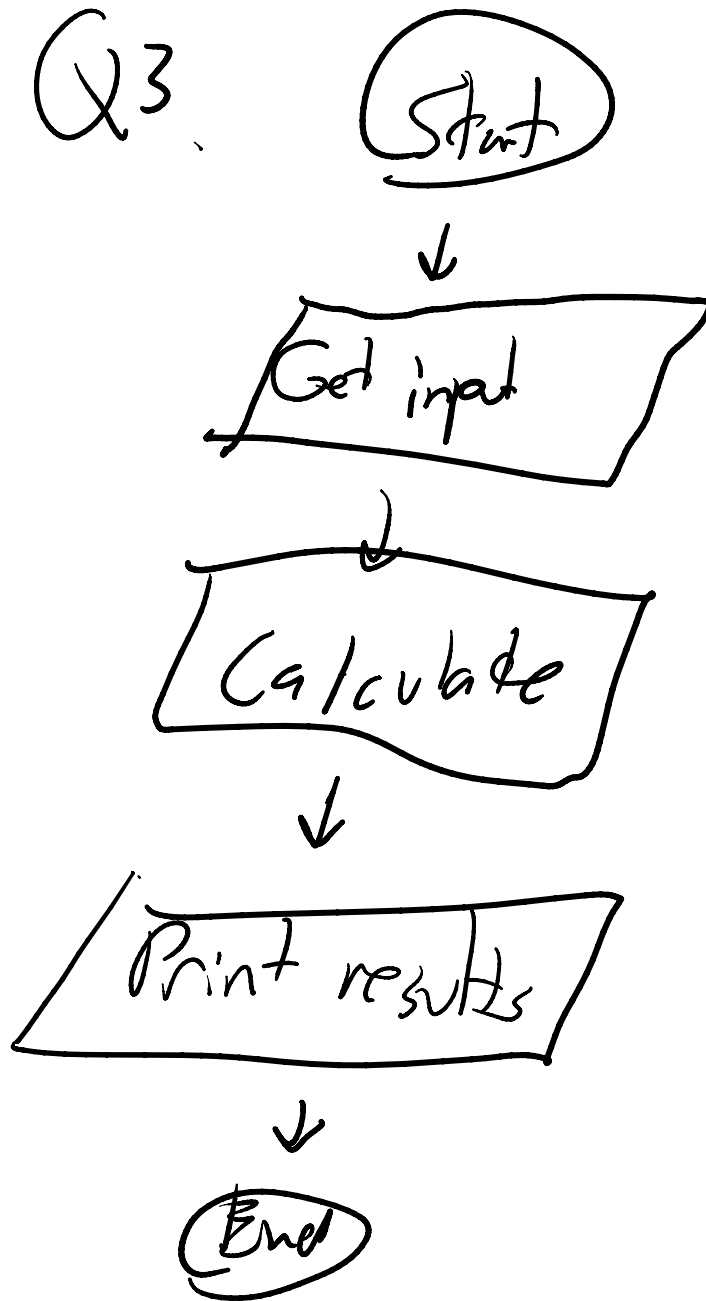 Q3.
Start
Get input
Calculate
Print results
End